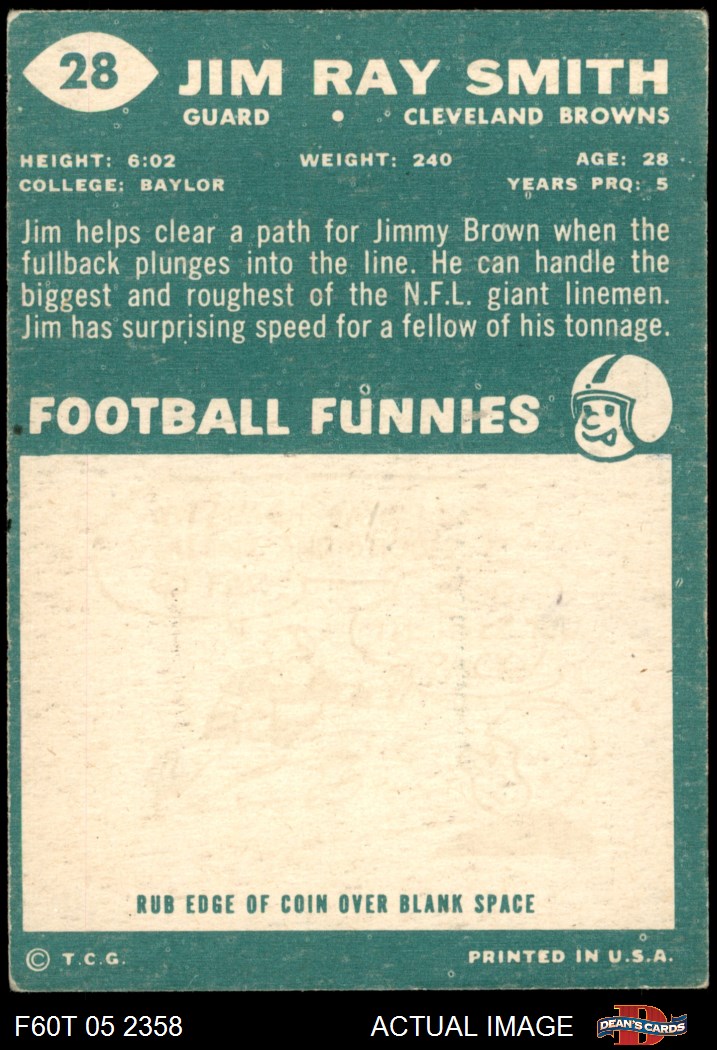 28
JIM RAY SMITH
GUARD • CLEVELAND BROWNS
HEIGHT: 6:02 WEIGHT: 240 AGE: 28
COLLEGE: BAYLOR YEARS PRO: 5
Jim helps clear a path for Jimmy Brown when the
fullback plunges into the line. He can handle the
biggest and roughest of the N.F.L. giant linemen.
Jim has surprising speed for a fellow of his tonnage.
FOOTBALL FUNNIES
RUB EDGE OF COIN OVER BLANK SPACE
© T.C.G. PRINTED IN U.S.A.
F60T 05 2358 ACTUAL IMAGE D DEAN'S CARDS